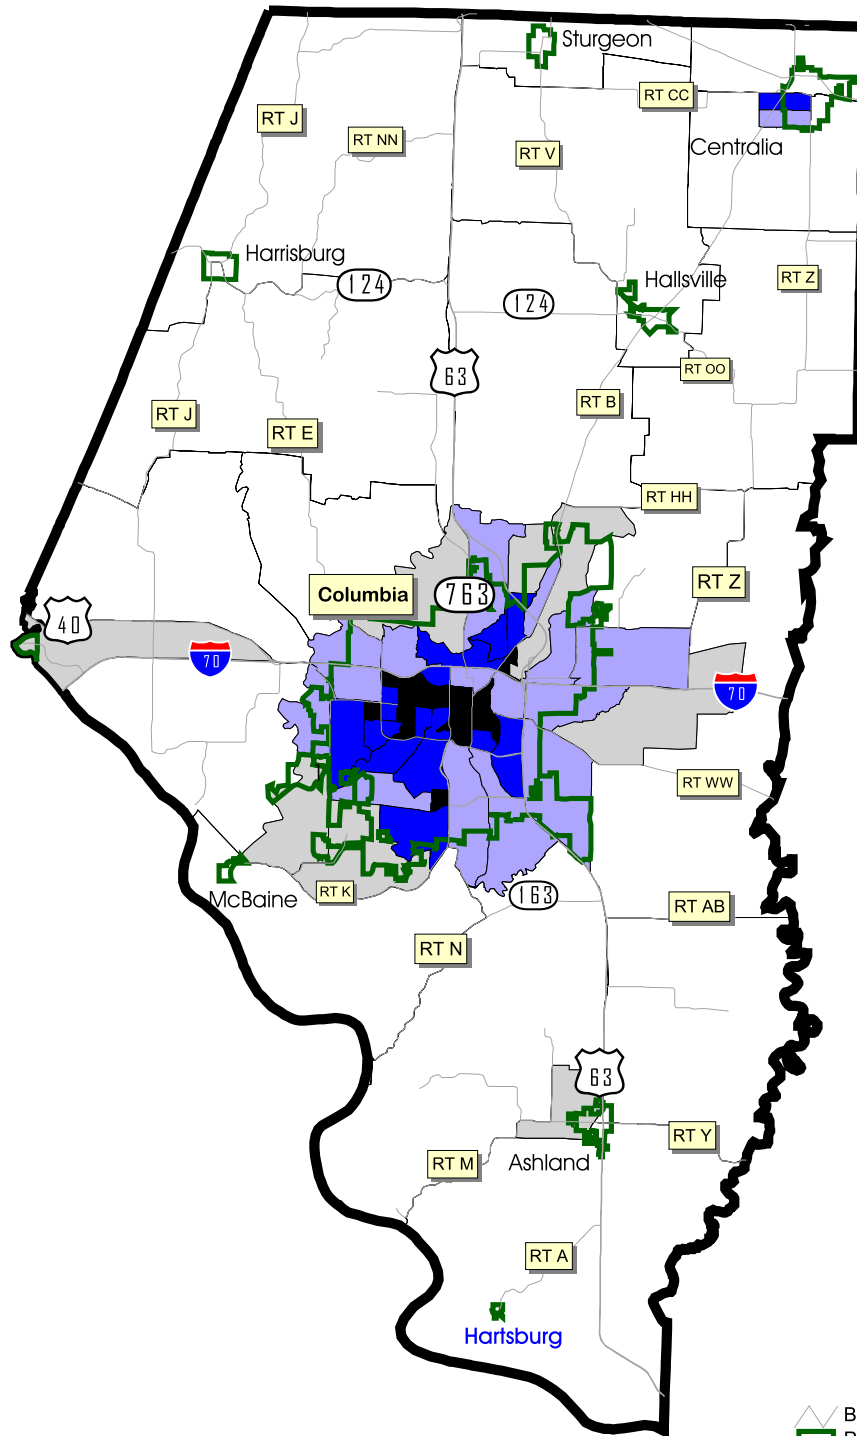 Sturgeon
RT CC
RT J
RT NN
RT V
Centralia
Harrisburg
124
Hallsville
RT Z
124
63
RT OO
RT J
RT B
RT E
RT HH
RT Z
Columbia
763
40
70
70
RT WW
McBaine
RT K
163
RT AB
RT N
63
RT Y
RT M
Ashland
RT A
Hartsburg
B